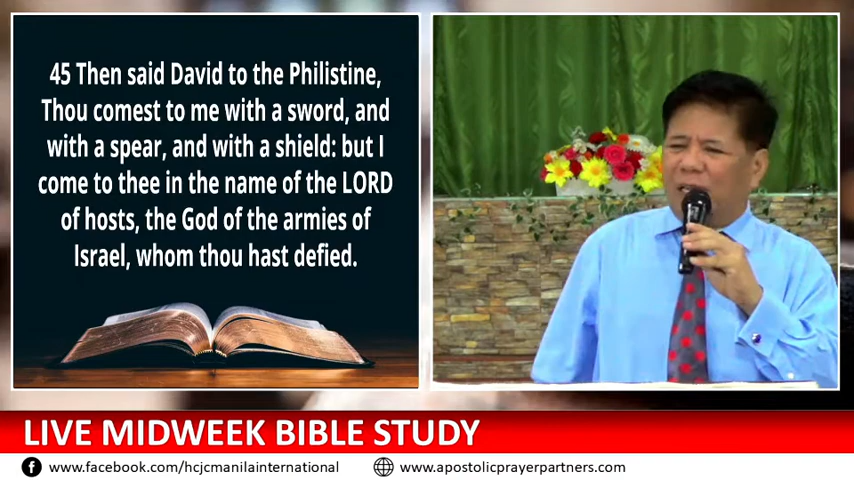 45 Then said David to the Philistine,
Thou comest to me with a sword, and
with a spear, and with a shield: but I
come to thee in the name of the LORD
of hosts, the God of the armies of
Israel, whom thou hast defied.
LIVE MIDWEEK BIBLE STUDY
www.facebook.com/hcjcmanilainternational
www.apostolicprayerpartners.com